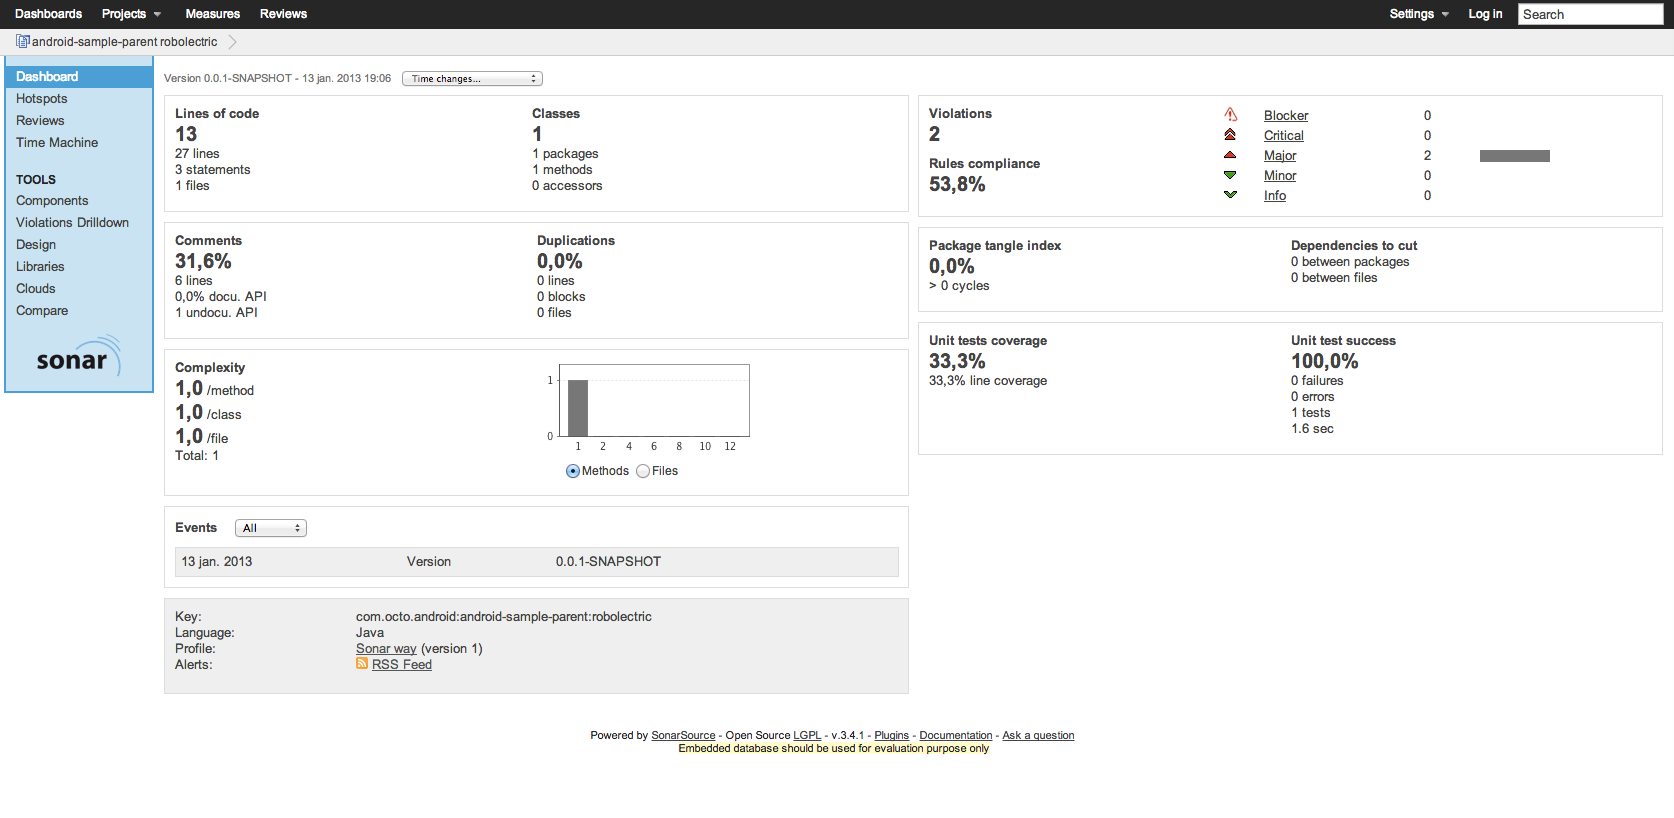 Dashboards Projects Measures Reviews Settings Log in Search
android-sample-parent robolectric
Dashboard
Hotspots
Reviews
Time Machine
TOOLS
Components
Violations Drilldown
Design
Libraries
Clouds
Compare
sonar
Version 0.0.1-SNAPSHOT - 13 jan. 2013 19:06 Time changes...
Lines of code
13
27 lines
3 statements
1 files
Classes
1
1 packages
1 methods
0 accessors
Comments
31,6%
6 lines
0,0% docu. API
1 undocu. API
Duplications
0,0%
0 lines
0 blocks
0 files
Complexity
1,0 /method
1,0 /class
1,0 /file
Total: 1
1
0
1 2 4 6 8 10 12
Methods Files
Events All
13 jan. 2013 Version 0.0.1-SNAPSHOT
Key: com.octo.android:android-sample-parent:robolectric
Language: Java
Profile: Sonar way (version 1)
Alerts: RSS Feed
Violations
2
Rules compliance
53,8%
Blocker 0
Critical 0
Major 2
Minor 0
Info 0
Package tangle index
0,0%
> 0 cycles
Dependencies to cut
0 between packages
0 between files
Unit tests coverage
33,3%
33,3% line coverage
Unit test success
100,0%
0 failures
0 errors
1 tests
1.6 sec
Powered by SonarSource - Open Source LGPL - v.3.4.1 - Plugins - Documentation - Ask a question
Embedded database should be used for evaluation purpose only